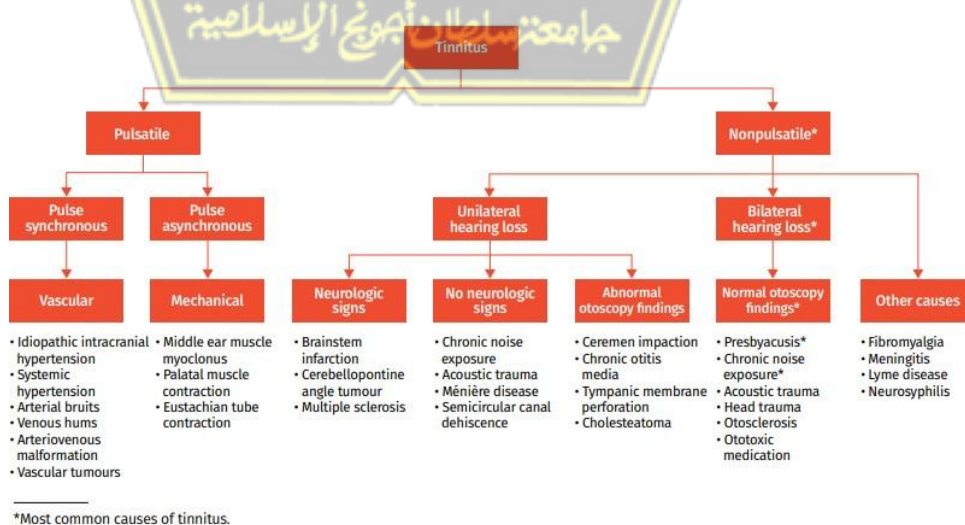 جامعتسلطان أجونج الإسلامية
Tinnitus
Pulsatile
Nonpulsatile*
Pulse
synchronous
Pulse
asynchronous
Unilateral
hearing loss
Bilateral
hearing loss*
Vascular
Mechanical
Neurologic
signs
No neurologic
signs
Abnormal
otoscopy findings
Normal otoscopy
findings*
Other causes
• Idiopathic intracranial
hypertension
• Systemic
hypertension
• Arterial bruits
• Venous hums
• Arteriovenous
malformation
• Vascular tumours
• Middle ear muscle
myoclonus
• Palatal muscle
contraction
• Eustachian tube
contraction
• Brainstem
infarction
• Cerebellopontine
angle tumour
• Multiple sclerosis
• Chronic noise
exposure
• Acoustic trauma
• Ménière disease
• Semicircular canal
dehiscence
• Ceremen impaction
• Chronic otitis
media
• Tympanic membrane
perforation
• Cholesteatoma
• Presbyacusis*
• Chronic noise
exposure*
• Acoustic trauma
• Head trauma
• Otosclerosis
• Ototoxic
medication
• Fibromyalgia
• Meningitis
• Lyme disease
• Neurosyphilis
*Most common causes of tinnitus.